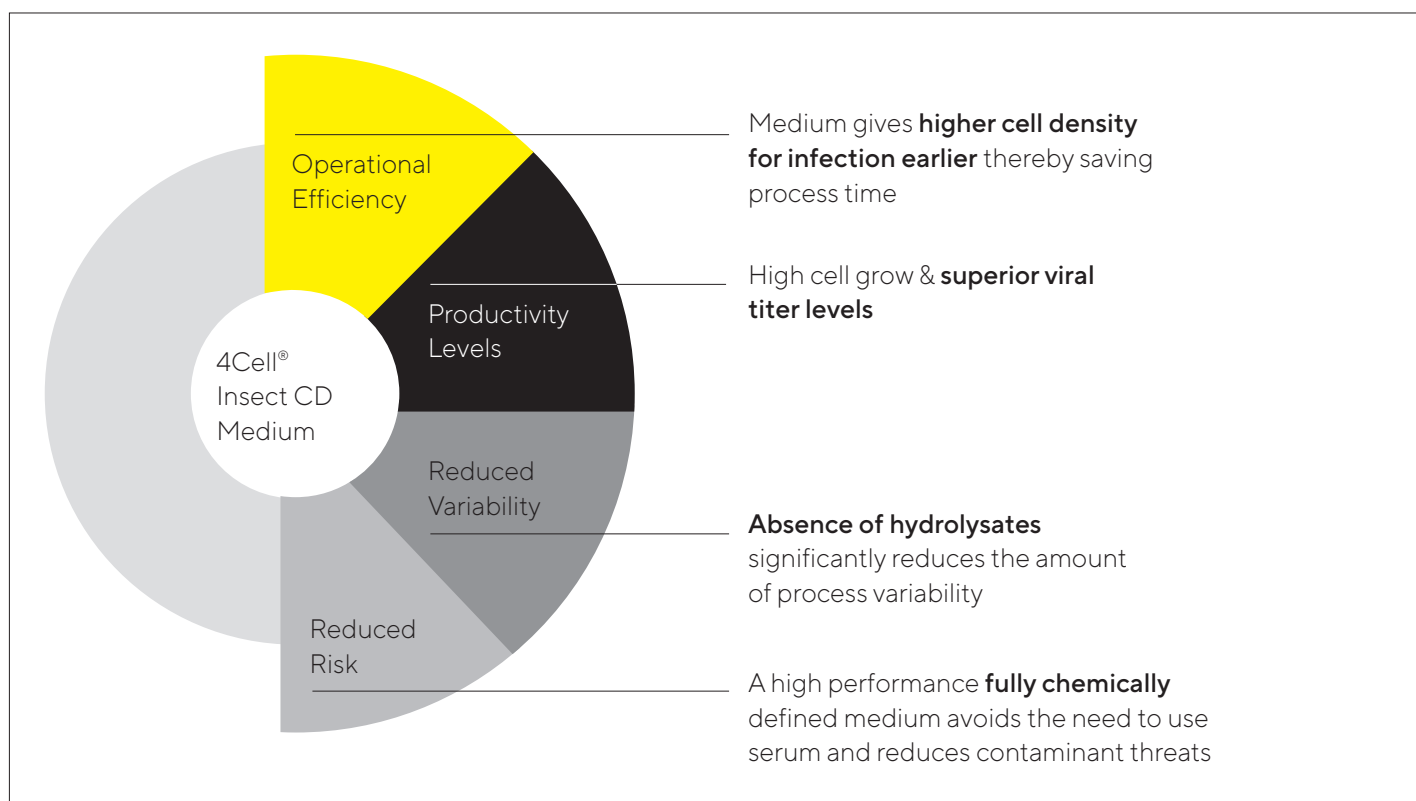 Operational
Efficiency
Medium gives higher cell density
for infection earlier thereby saving
process time
Productivity
Levels
High cell grow & superior viral
titer levels
4Cell®
Insect CD
Medium
Reduced
Variability
Absence of hydrolysates
significantly reduces the amount
of process variability
Reduced
Risk
A high performance fully chemically
defined medium avoids the need to use
serum and reduces contaminant threats